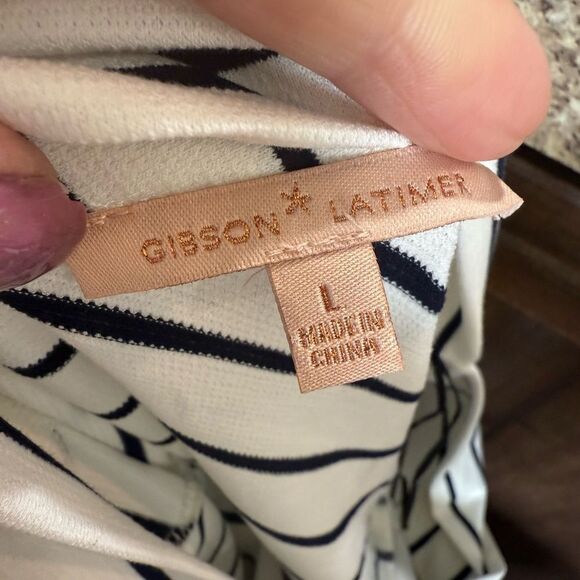 GIBSON * LATIMER
L
MADE IN
CHINA